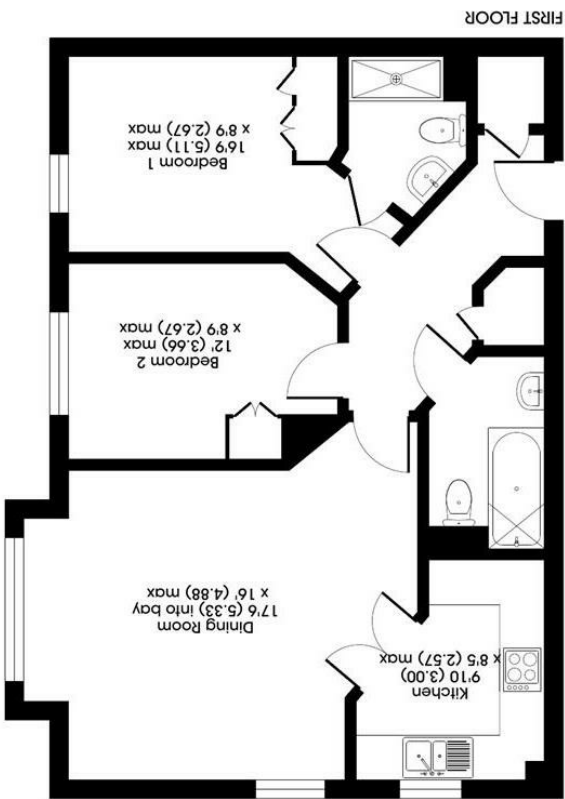 Kitchen
9'10 (3.00)
x 8'5 (2.57) max
Dining Room
17'6 (5.33) into bay
x 16' (4.88) max
Bedroom 2
12' (3.66) max
x 8'9 (2.67) max
Bedroom 1
16'9 (5.11) max
x 8'9 (2.67) max
FIRST FLOOR